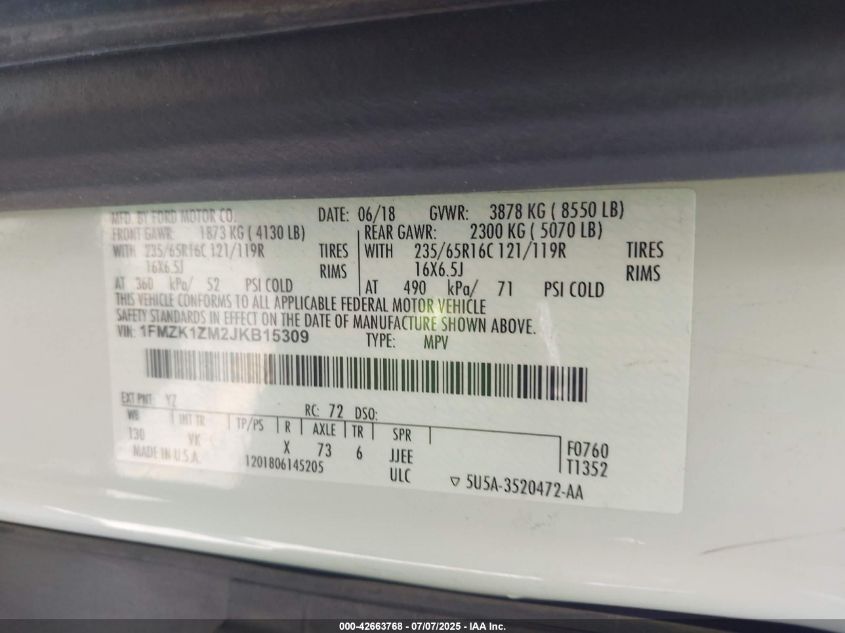 MFD. BY FORD MOTOR CO. DATE: 06/18 GVWR: 3878 KG ( 8550 LB)
FRONT GAWR: 1873 KG ( 4130 LB) REAR GAWR: 2300 KG ( 5070 LB)
WITH 235/65R16C 121/119R TIRES WITH 235/65R16C 121/119R TIRES
16X6.5J RIMS 16X6.5J RIMS
AT 360 kPa/ 52 PSI COLD AT 490 kPa/ 71 PSI COLD
THIS VEHICLE CONFORMS TO ALL APPLICABLE FEDERAL MOTOR VEHICLE
SAFETY STANDARDS IN EFFECT ON THE DATE OF MANUFACTURE SHOWN ABOVE.
VIN: 1FMZK1ZM2JKB15309 TYPE: MPV
EXT PNT YZ RC: 72 DSO:
WB INT TR TP/PS R AXLE TR SPR
130 VK X 73 6 JJEE F0760
MADE IN U.S.A. 1201806145205 ULC T1352
▽ 5U5A-3520472-AA
000-42663768 - 07/07/2025 - IAA Inc.